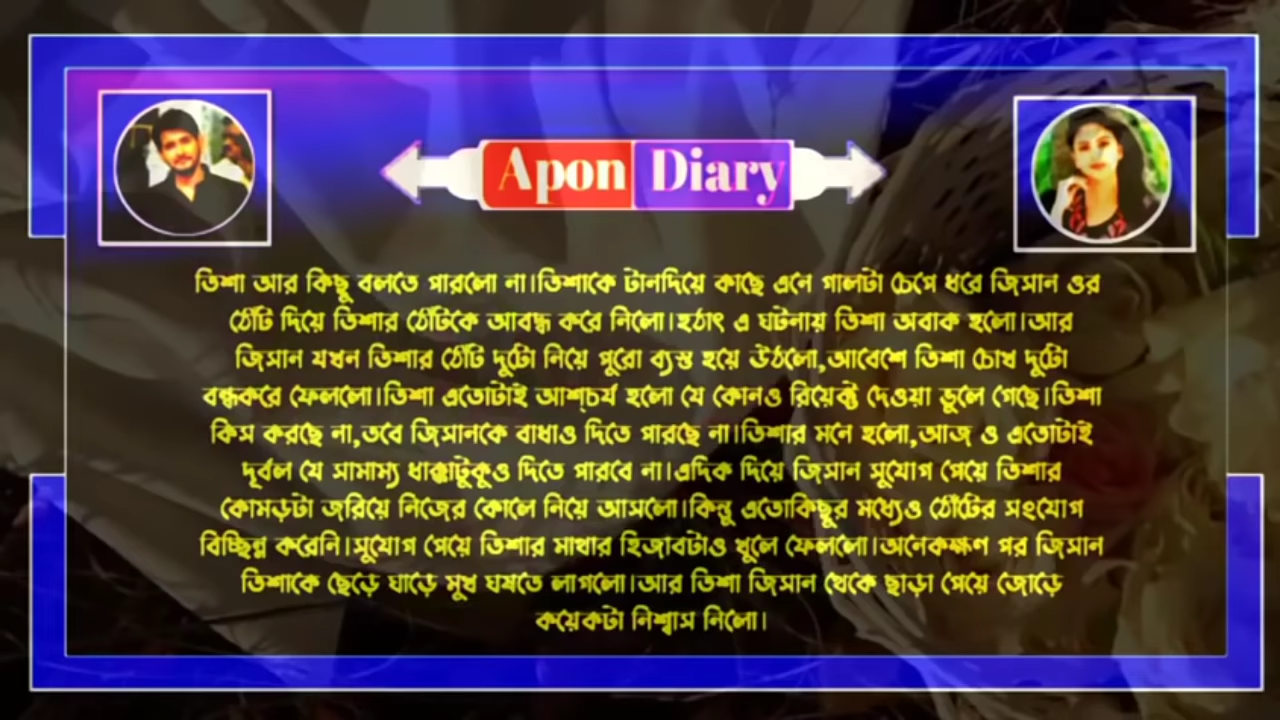 Apon Diary
তিশা আর কিছু বলতে পারলো না।তিশাকে টানদিয়ে কাছে এনে গালটা চেপে ধরে জিসান ওর
ঠোঁট দিয়ে তিশার ঠোঁটকে আবদ্ধ করে নিলো।হঠাৎ এ ঘটনায় তিশা অবাক হলো।আর
জিসান যখন তিশার ঠোঁট দুটো নিয়ে পুরো ব্যস্ত হয়ে উঠলো,আবেশে তিশা চোখ দুটো
বন্ধকরে ফেললো।তিশা এতোটাই আশ্চর্য হলো যে কোনও রিয়েক্ট দেওয়া ভুলে গেছে।তিশা
কিস করছে না,তবে জিসানকে বাধাও দিতে পারছে না।তিশার মনে হলো,আজ ও এতোটাই
দূর্বল যে সামাম্য ধাক্কাটুকুও দিতে পারবে না।এদিক দিয়ে জিসান সুযোগ পেয়ে তিশার
কোমড়টা জরিয়ে নিজের কোলে নিয়ে আসলো।কিন্তু এতোকিছুর মধ্যেও ঠোঁটের সংযোগ
বিচ্ছিন্ন করেনি।সুযোগ পেয়ে তিশার মাথার হিজাবটাও খুলে ফেললো।অনেকক্ষণ পর জিসান
তিশাকে ছেড়ে ঘাড়ে মুখ ঘষতে লাগলো।আর তিশা জিসান থেকে ছাড়া পেয়ে জোড়ে
কয়েকটা নিশ্বাস নিলো।